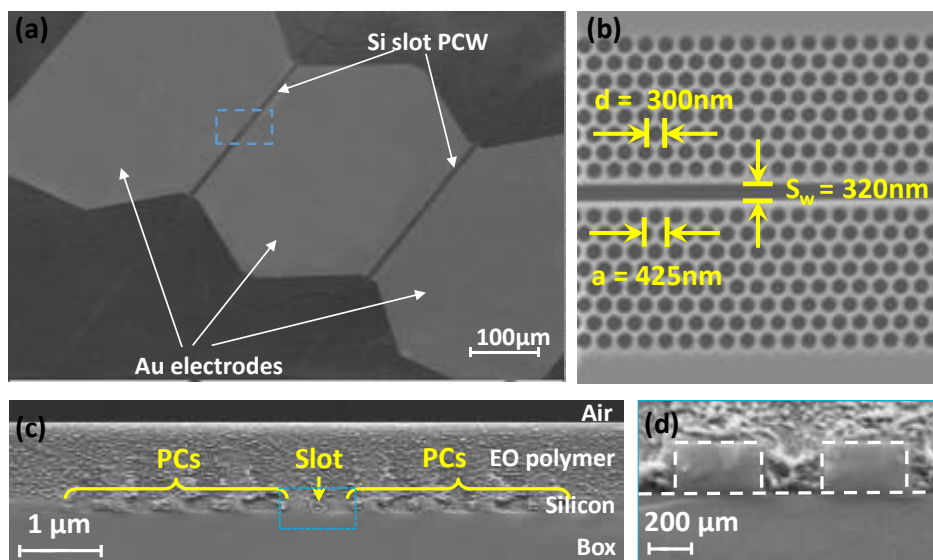 (a)
Si slot PCW
Au electrodes
100μm
(b)
d = 300nm
Sw = 320nm
a = 425nm
(c)
Air
PCs
Slot
PCs
EO polymer
Silicon
1 μm
Box
(d)
200 μm